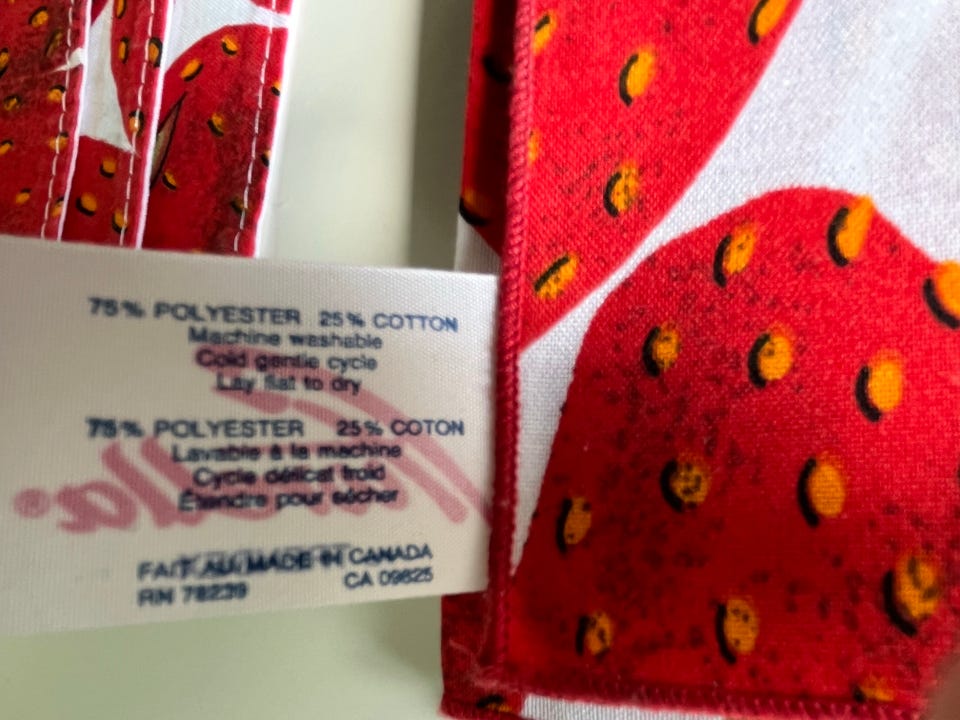 75% POLYESTER 25% COTTON
Machine washable
Cold gentle cycle
Lay flat to dry
75% POLYESTER 25% COTON
Lavable à la machine
Cycle délicat froid
Étendre pour sécher
FAIT AU MADE IN CANADA
RN 78239 CA 09825